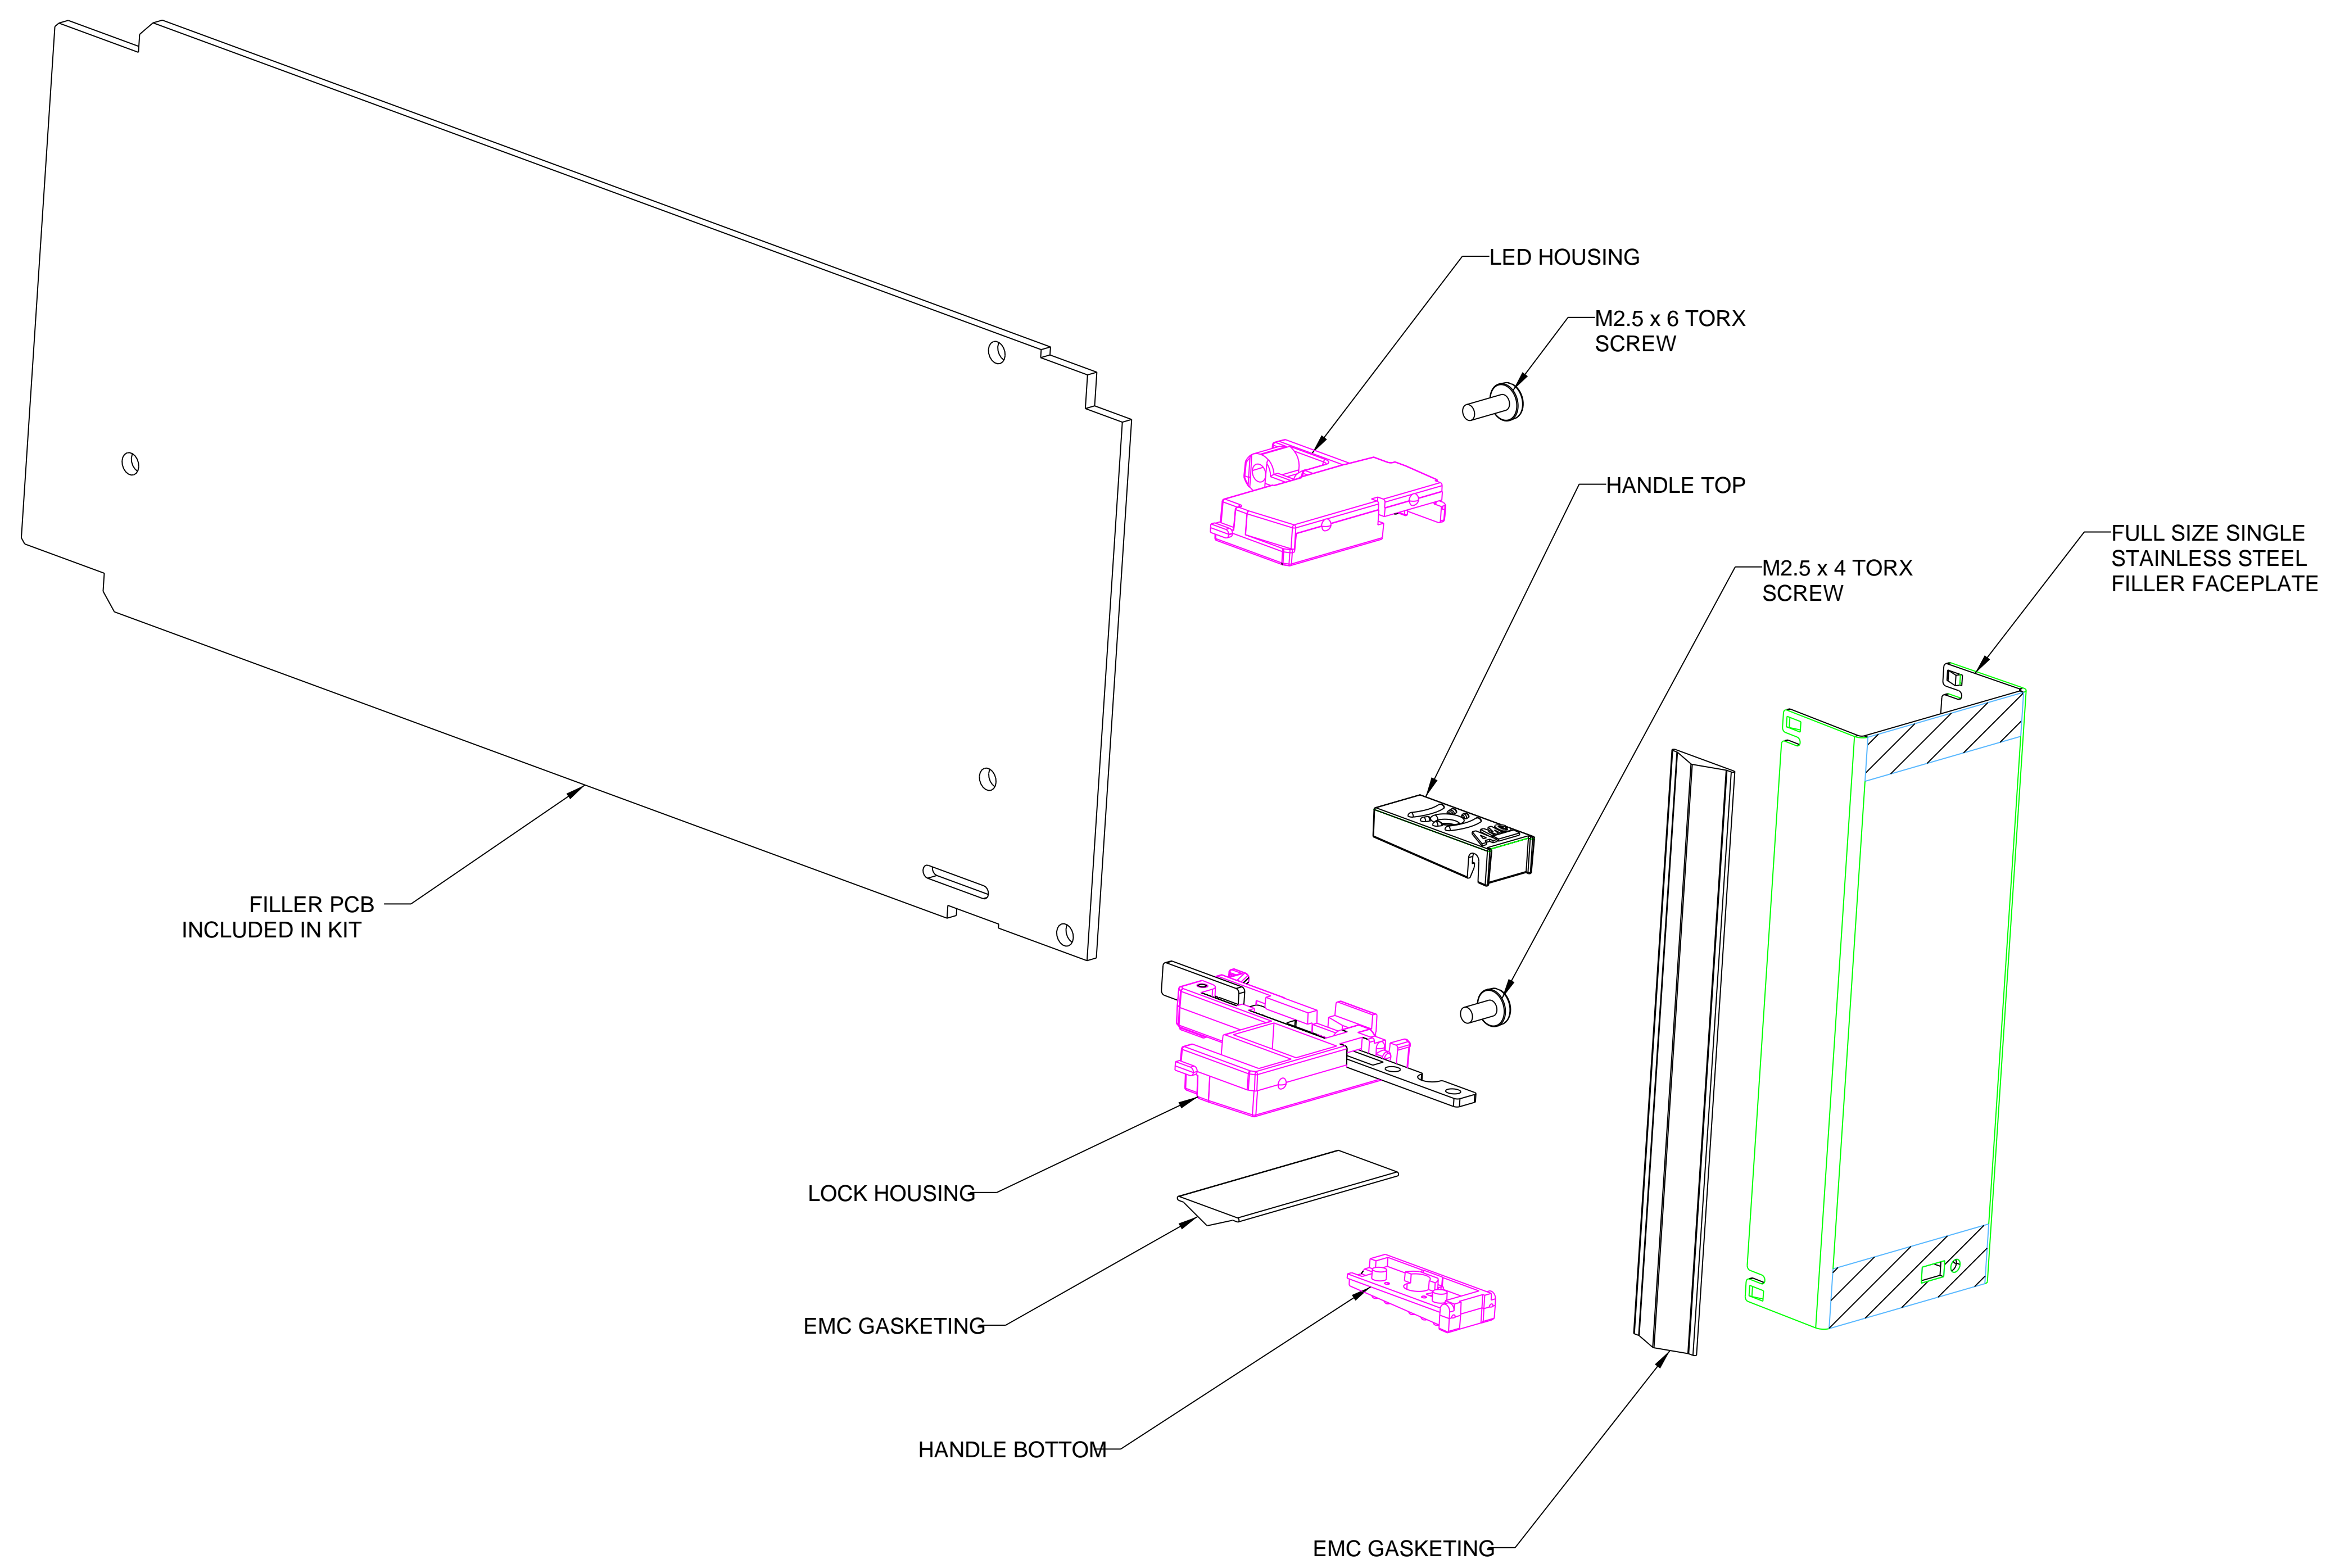 LED HOUSING
M2.5 x 6 TORX
SCREW
HANDLE TOP
FULL SIZE SINGLE
STAINLESS STEEL
FILLER FACEPLATE
M2.5 x 4 TORX
SCREW
FILLER PCB
INCLUDED IN KIT
LOCK HOUSING
EMC GASKETING
HANDLE BOTTOM
EMC GASKETING